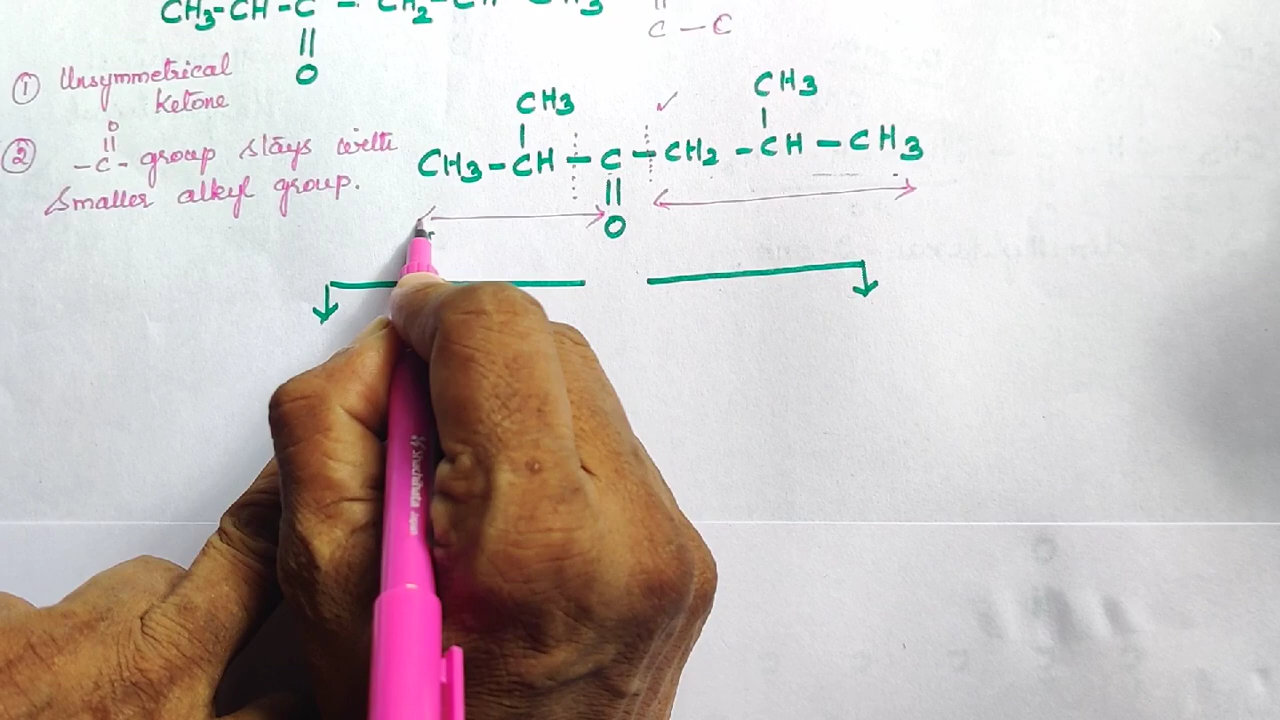 CH3-CH-C - CH2-CH - CH3
||
O
||
C - C
① Unsymmetrical
Ketone
O
||
② -C- group stays with
smaller alkyl group.
CH3 CH3
| |
CH3-CH-C-CH2-CH-CH3
||
O